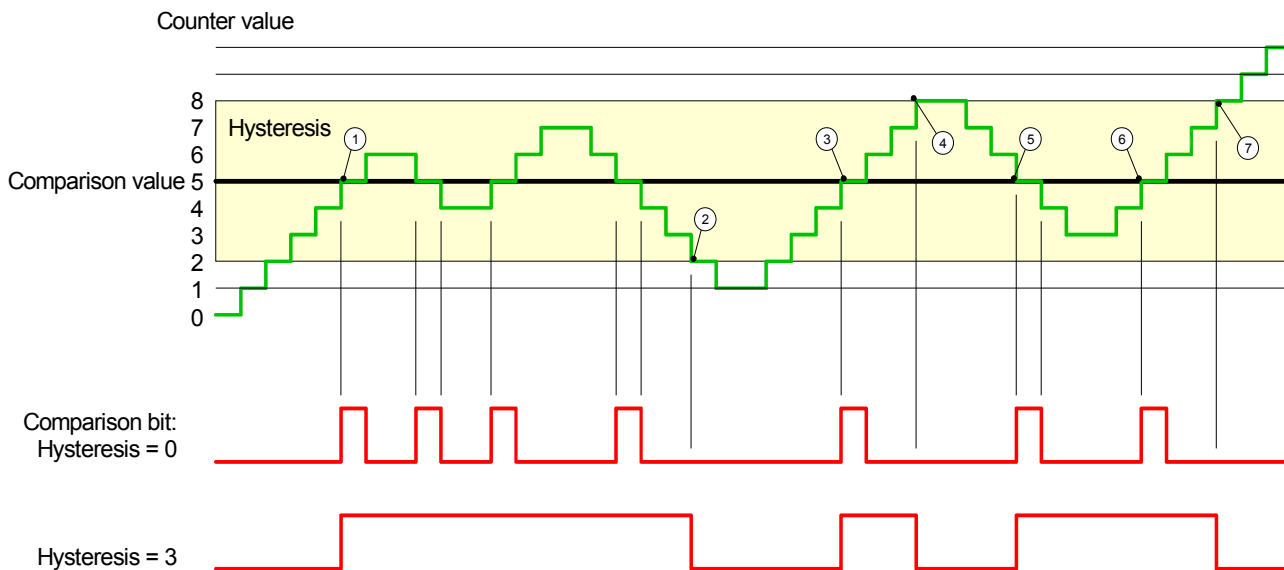 Counter value
8
7
Hysteresis
1
3
4
5
6
7
6
Comparison value 5
4
3
2
2
1
0
Comparison bit:
Hysteresis = 0
Hysteresis = 3